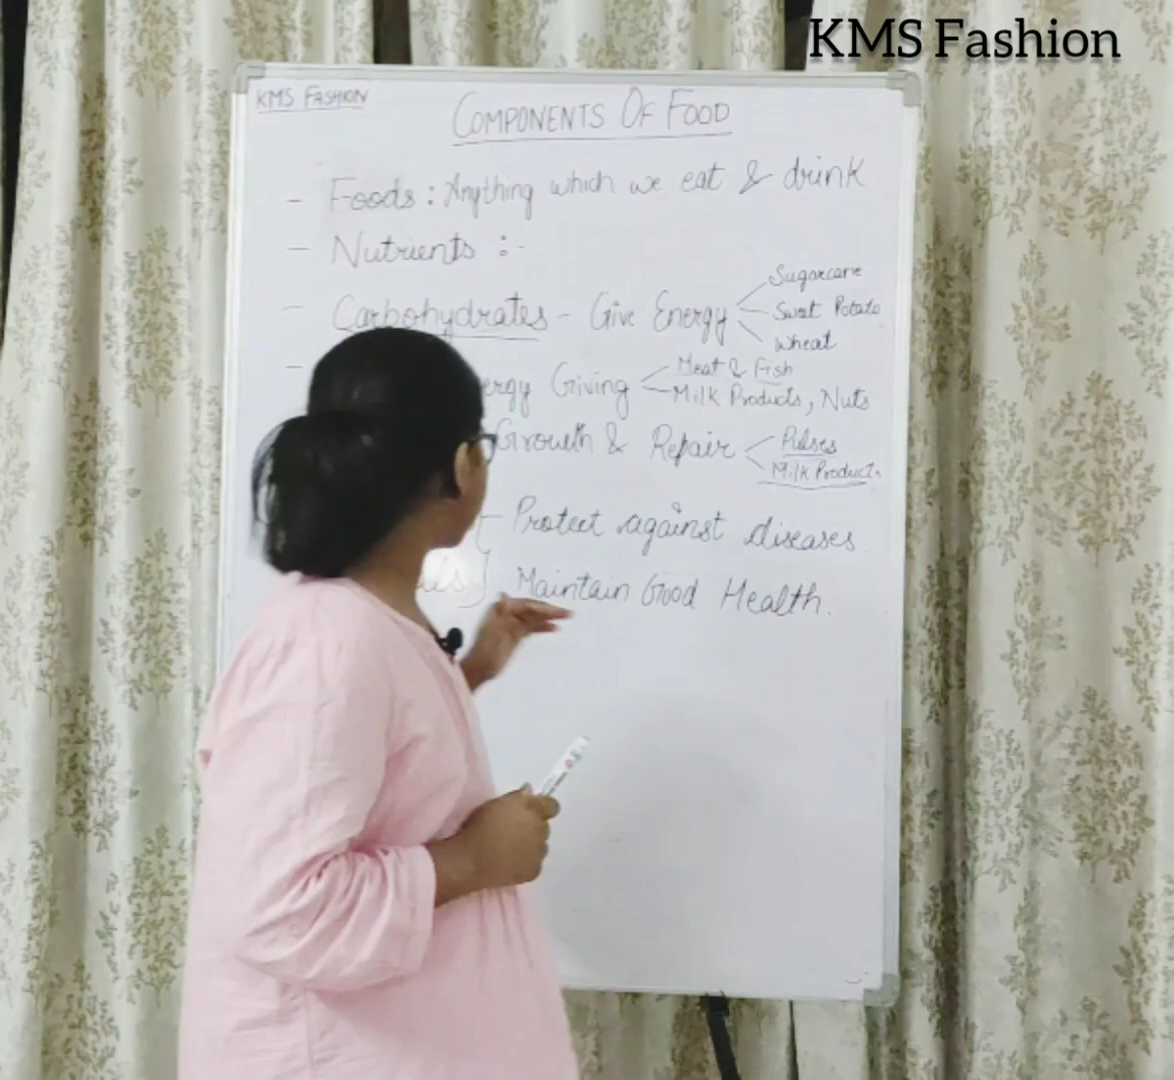 KMS Fashion
KMS FASHION
COMPONENTS OF FOOD
- Foods : Anything which we eat & drink
- Nutrients :-
- Carbohydrates - Give Energy
Sugarcane
Sweet Potato
Wheat
- ergy Giving
Meat & Fish
Milk Products, Nuts
Growth & Repair
Pulses
Milk Products
- Protect against diseases.
Maintain Good Health.